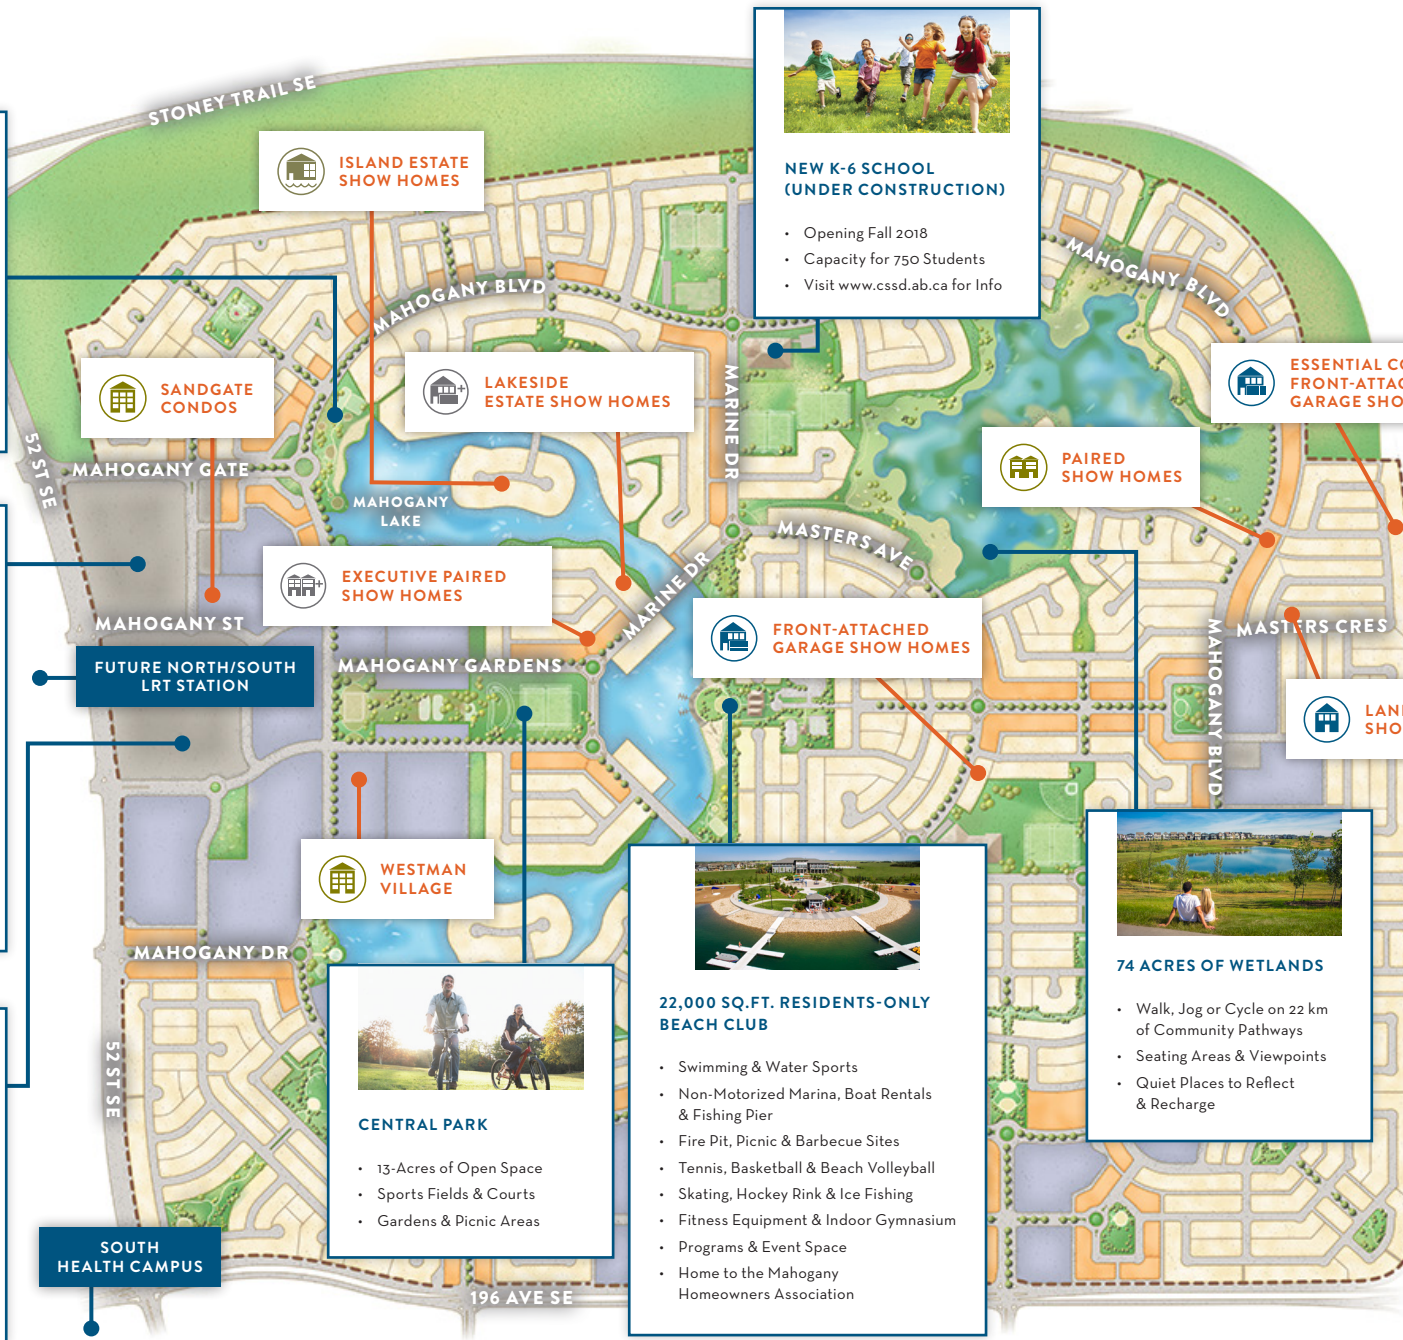 STONEY TRAIL SE
ISLAND ESTATE
SHOW HOMES
NEW K-6 SCHOOL
(UNDER CONSTRUCTION)
• Opening Fall 2018
• Capacity for 750 Students
• Visit www.cssd.ab.ca for Info
MAHOGANY BLVD
MAHOGANY BLVD
SANDGATE
CONDOS
LAKESIDE
ESTATE SHOW HOMES
MARINE DR
ESSENTIAL CO
FRONT-ATTAC
GARAGE SHO
52 ST SE
MAHOGANY GATE
MAHOGANY
LAKE
PAIRED
SHOW HOMES
MASTERS AVE
EXECUTIVE PAIRED
SHOW HOMES
MARINE DR
MAHOGANY ST
FRONT-ATTACHED
GARAGE SHOW HOMES
MASTERS CRES
MAHOGANY BLVD
FUTURE NORTH/SOUTH
LRT STATION
MAHOGANY GARDENS
LAN
SHO
WESTMAN
VILLAGE
MAHOGANY DR
52 ST SE
CENTRAL PARK
• 13-Acres of Open Space
• Sports Fields & Courts
• Gardens & Picnic Areas
22,000 SQ.FT. RESIDENTS-ONLY
BEACH CLUB
• Swimming & Water Sports
• Non-Motorized Marina, Boat Rentals
& Fishing Pier
• Fire Pit, Picnic & Barbecue Sites
• Tennis, Basketball & Beach Volleyball
• Skating, Hockey Rink & Ice Fishing
• Fitness Equipment & Indoor Gymnasium
• Programs & Event Space
• Home to the Mahogany
Homeowners Association
74 ACRES OF WETLANDS
• Walk, Jog or Cycle on 22 km
of Community Pathways
• Seating Areas & Viewpoints
• Quiet Places to Reflect
& Recharge
SOUTH
HEALTH CAMPUS
196 AVE SE